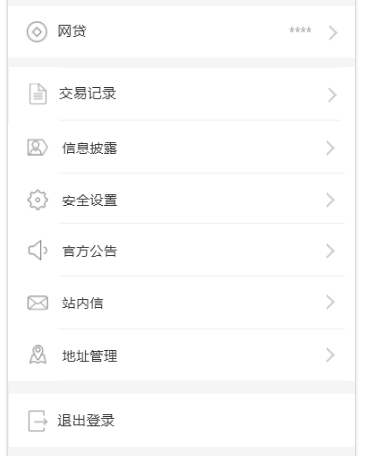 网贷 ****
交易记录
信息披露
安全设置
官方公告
站内信
地址管理
退出登录